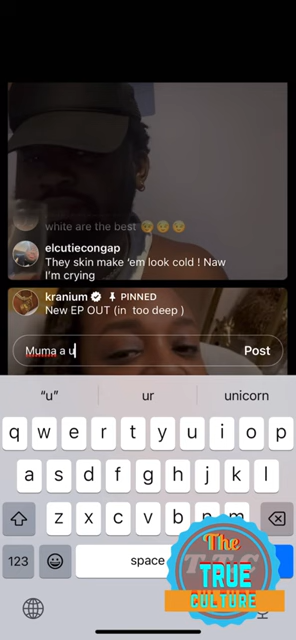 white are the best 🥴🥴🥴
elcutiecongap
They skin make ‘em look cold ! Naw
I’m crying
kranium PINNED
New EP OUT (in too deep )
Muma a u
Post
“u” ur unicorn
q w e r t y u i o p
a s d f g h j k l
z x c v b n m
123 space
The
T.T.C
TRUE
CULTURE